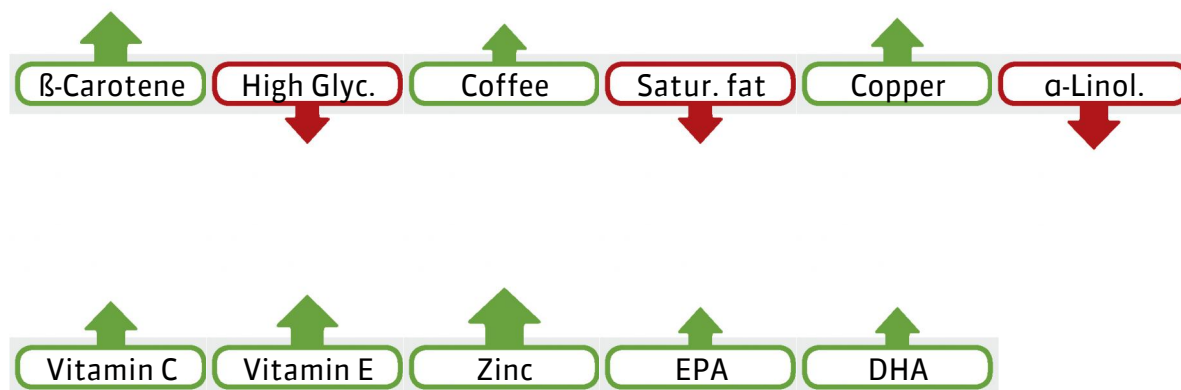 ß-Carotene High Glyc. Coffee Satur. fat Copper α-Linol.
Vitamin C Vitamin E Zinc EPA DHA